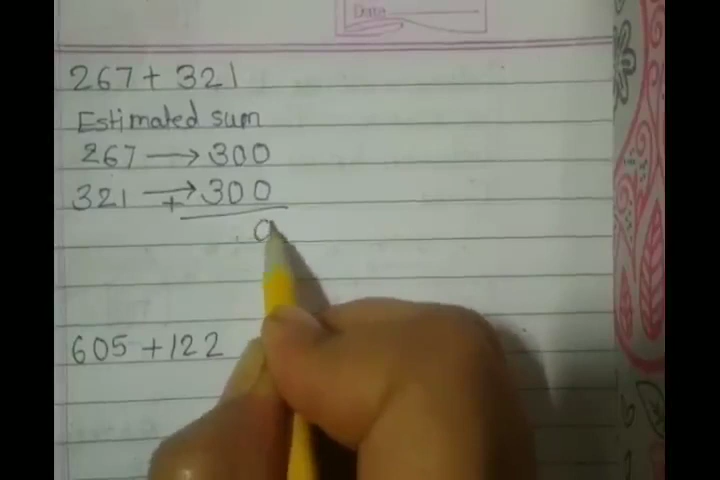 Date
267 + 321
Estimated sum
267 → 300
321 → + 300
0
605 + 122